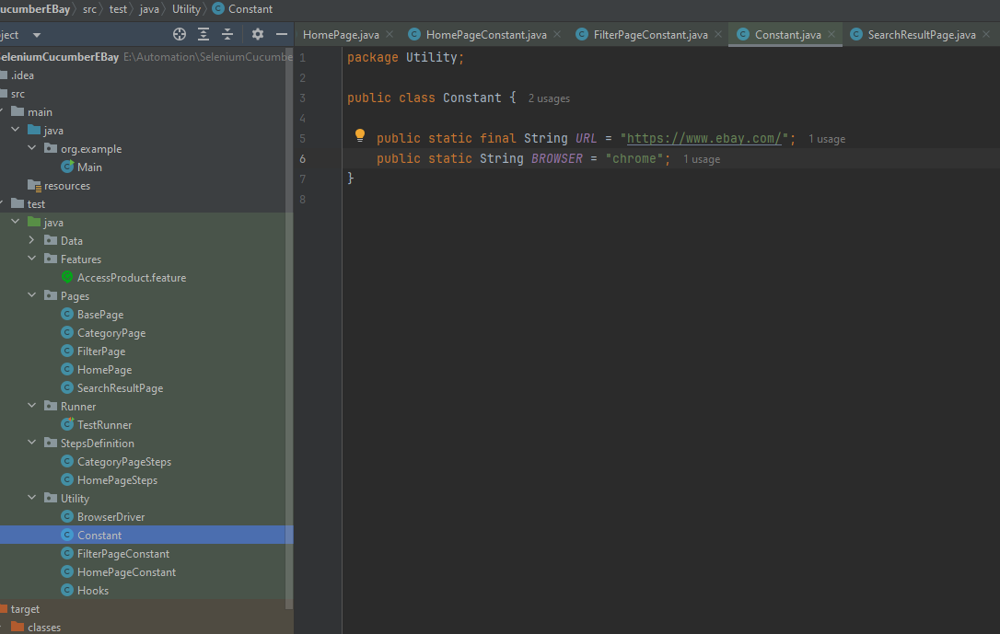 ucumberEBay src test java Utility Constant
ject
HomePage.java HomePageConstant.java FilterPageConstant.java Constant.java SearchResultPage.java
eleniumCucumberEBay E:\Automation\SeleniumCucumbe
.idea
src
main
java
org.example
Main
resources
test
java
Data
Features
AccessProduct.feature
Pages
BasePage
CategoryPage
FilterPage
HomePage
SearchResultPage
Runner
TestRunner
StepsDefinition
CategoryPageSteps
HomePageSteps
Utility
BrowserDriver
Constant
FilterPageConstant
HomePageConstant
Hooks
target
classes
1 package Utility;
2
3 public class Constant { 2 usages
4
5 public static final String URL = "https://www.ebay.com/"; 1 usage
6 public static String BROWSER = "chrome"; 1 usage
7 }
8